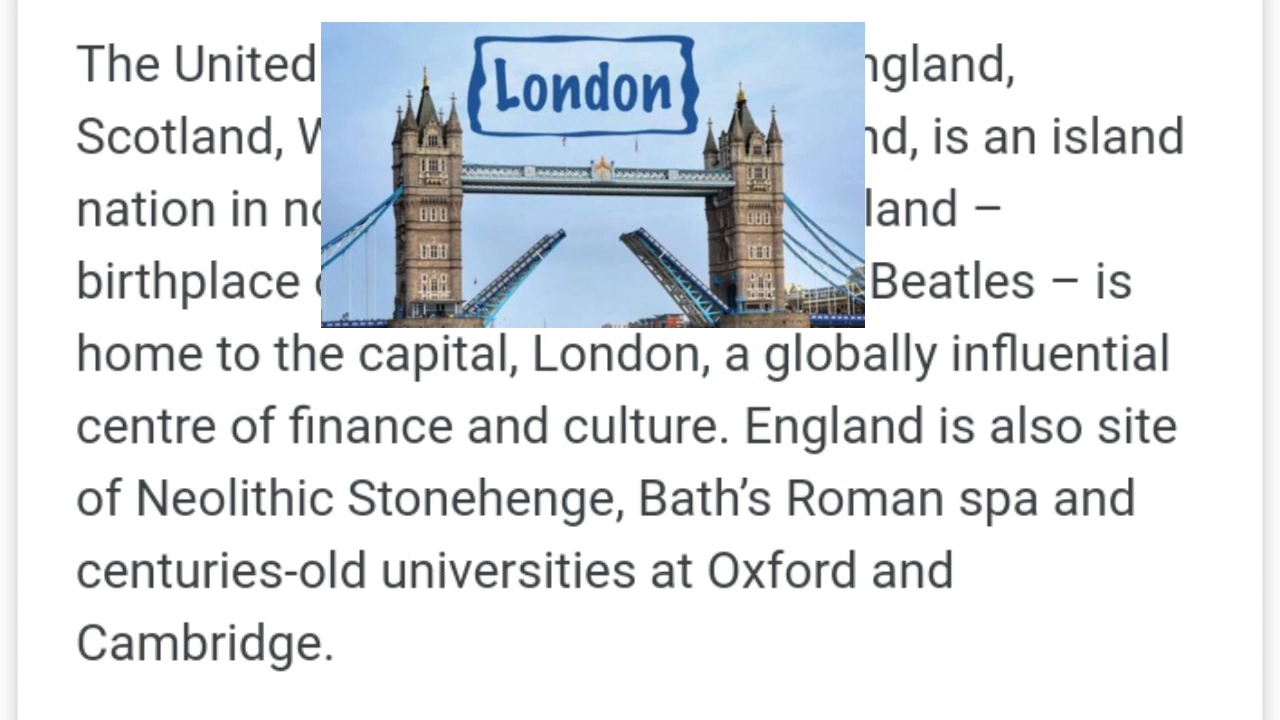 The United
ngland,
London
Scotland, W
nd, is an island
nation in no
land –
birthplace
Beatles – is
home to the capital, London, a globally influential
centre of finance and culture. England is also site
of Neolithic Stonehenge, Bath’s Roman spa and
centuries-old universities at Oxford and
Cambridge.